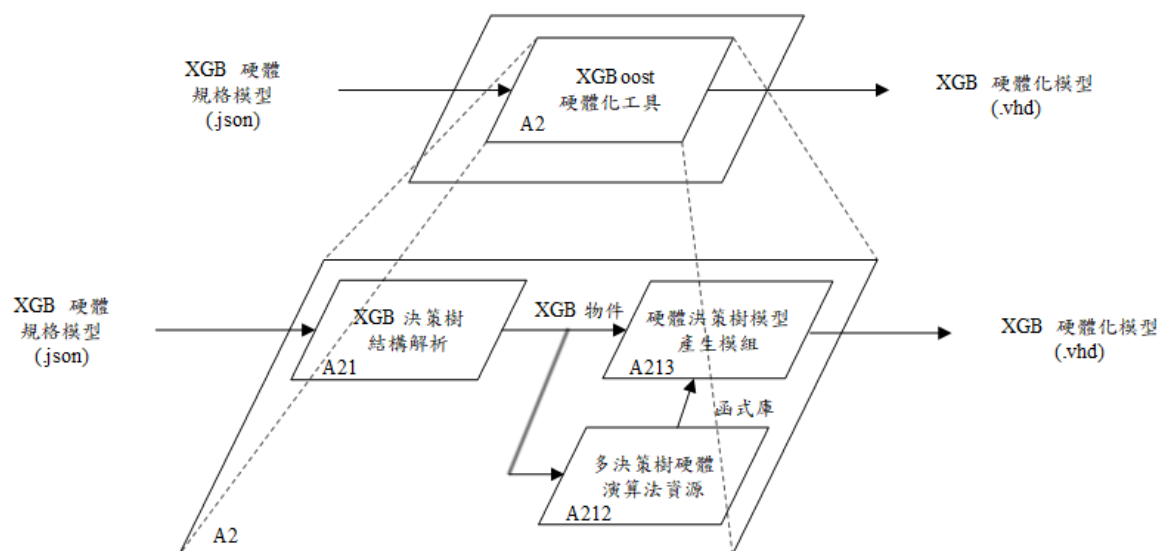 XGB 硬體
規格模型
(.json)
XGBoost
硬體化工具
A2
XGB 硬體化模型
(.vhd)
XGB 硬體
規格模型
(.json)
XGB 決策樹
結構解析
A21
XGB 物件
硬體決策樹模型
產生模組
A213
XGB 硬體化模型
(.vhd)
函式庫
多決策樹硬體
演算法資源
A212
A2